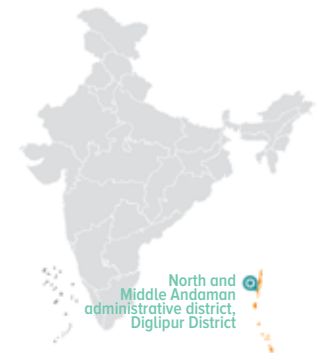 North and
Middle Andaman
administrative district,
Diglipur District